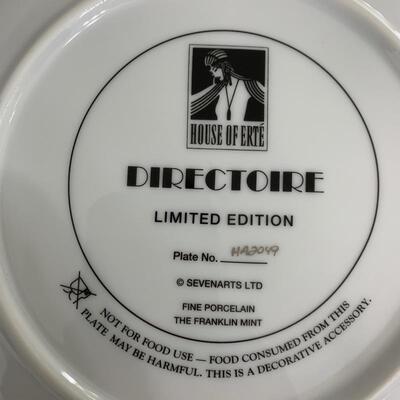 HOUSE OF ERTÉ
DIRECTOIRE
LIMITED EDITION
Plate No. HA2049
© SEVENARTS LTD
FINE PORCELAIN
THE FRANKLIN MINT
NOT FOR FOOD USE — FOOD CONSUMED FROM THIS
PLATE MAY BE HARMFUL. THIS IS A DECORATIVE ACCESSORY.